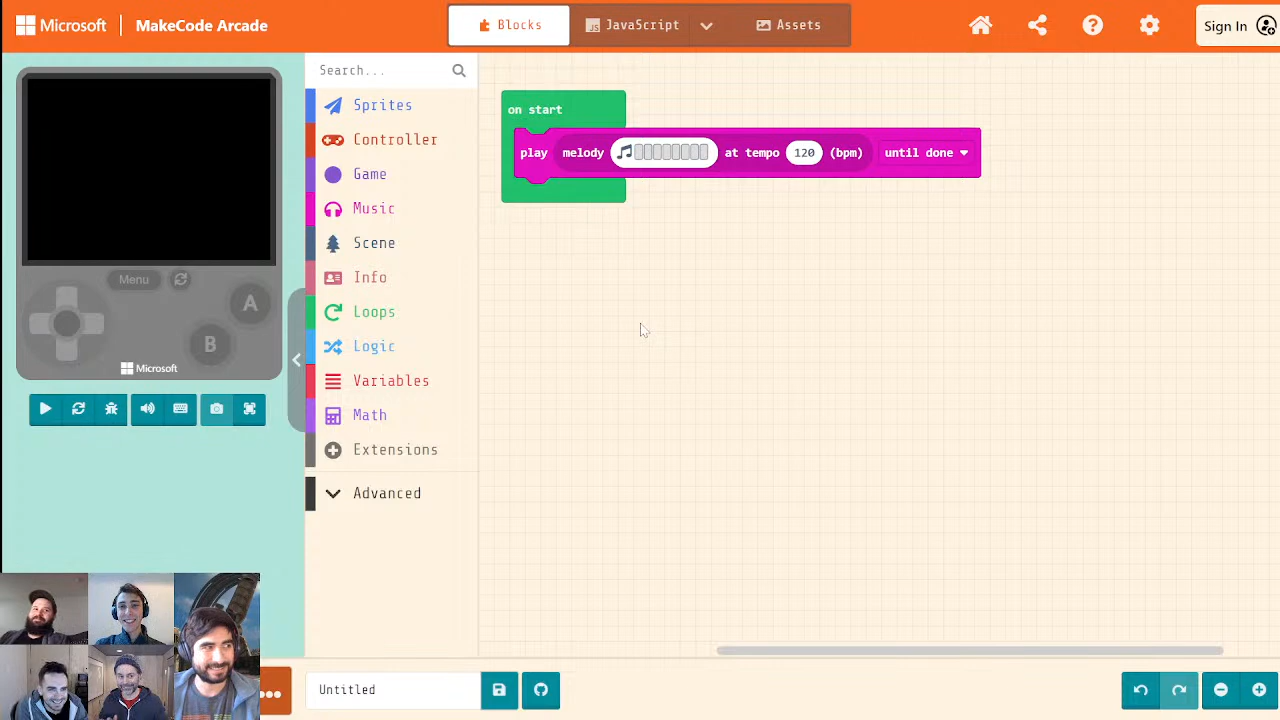 Microsoft MakeCode Arcade Blocks JavaScript Assets Sign In
Search...
Sprites
Controller
Game
Music
Scene
Info
Loops
Logic
Variables
Math
Extensions
Advanced
on start
play melody at tempo 120 (bpm) until done
Menu
A
B
Microsoft
Untitled